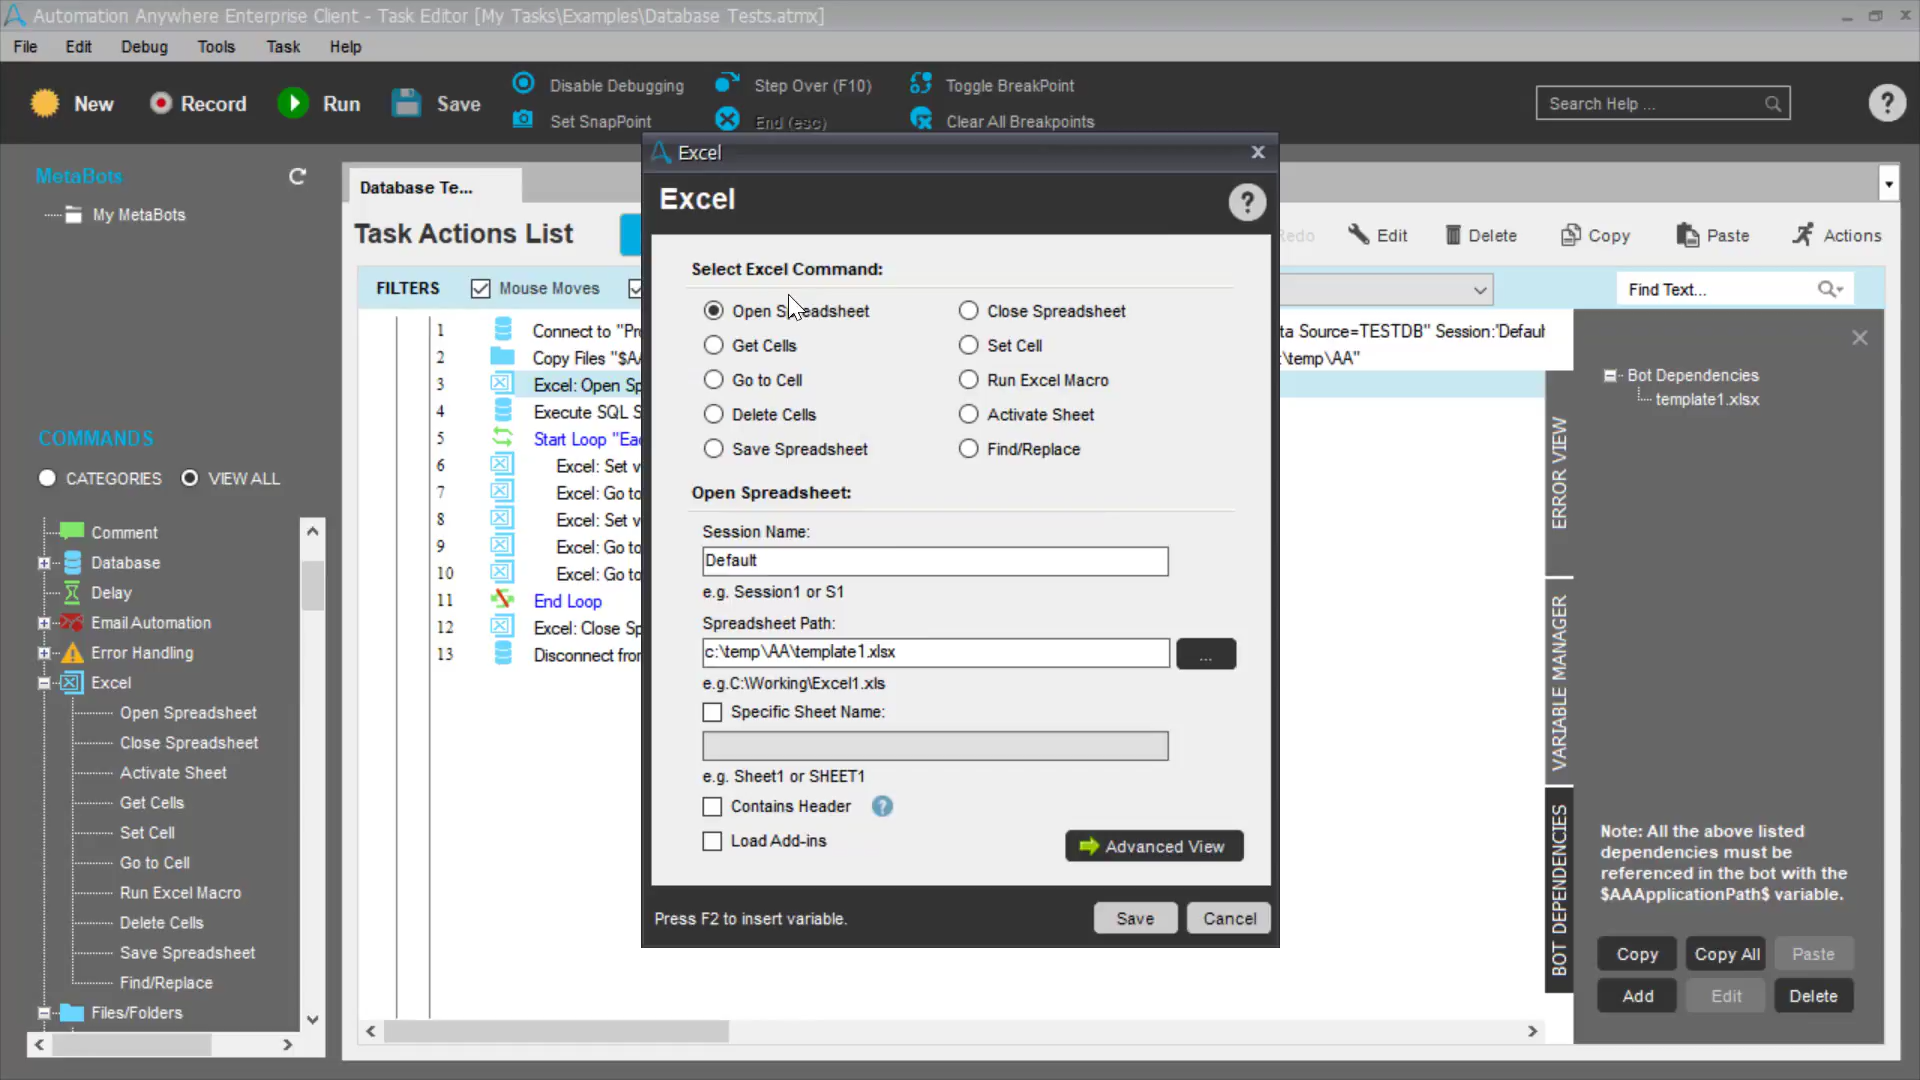 Automation Anywhere Enterprise Client - Task Editor [My Tasks\Examples\Database Tests.atmx]
File Edit Debug Tools Task Help
New Record Run Save
Disable Debugging Step Over (F10) Toggle BreakPoint
Set SnapPoint End (esc) Clear All Breakpoints
Search Help ...
MetaBots
My MetaBots
COMMANDS
CATEGORIES VIEW ALL
Comment
Database
Delay
Email Automation
Error Handling
Excel
Open Spreadsheet
Close Spreadsheet
Activate Sheet
Get Cells
Set Cell
Go to Cell
Run Excel Macro
Delete Cells
Save Spreadsheet
Find/Replace
Files/Folders
Database Te...
Task Actions List
Edit Delete Copy Paste Actions
FILTERS Mouse Moves
Find Text...
1 Connect to "Pr
ta Source=TESTDB" Session:'Default
2 Copy Files "$A
:\temp\AA"
3 Excel: Open Sp
4 Execute SQL S
5 Start Loop "Eac
6 Excel: Set v
7 Excel: Go to
8 Excel: Set v
9 Excel: Go to
10 Excel: Go to
11 End Loop
12 Excel: Close Sp
13 Disconnect from
Excel
Excel
?
Select Excel Command:
Open Spreadsheet Close Spreadsheet
Get Cells Set Cell
Go to Cell Run Excel Macro
Delete Cells Activate Sheet
Save Spreadsheet Find/Replace
Open Spreadsheet:
Session Name:
Default
e.g. Session1 or S1
Spreadsheet Path:
c:\temp\AA\template1.xlsx
...
e.g.C:\Working\Excel1.xls
Specific Sheet Name:
e.g. Sheet1 or SHEET1
Contains Header ?
Load Add-ins
Advanced View
Press F2 to insert variable.
Save Cancel
ERROR VIEW
VARIABLE MANAGER
BOT DEPENDENCIES
Bot Dependencies
template1.xlsx
Note: All the above listed
dependencies must be
referenced in the bot with the
$AAApplicationPath$ variable.
Copy Copy All Paste
Add Edit Delete